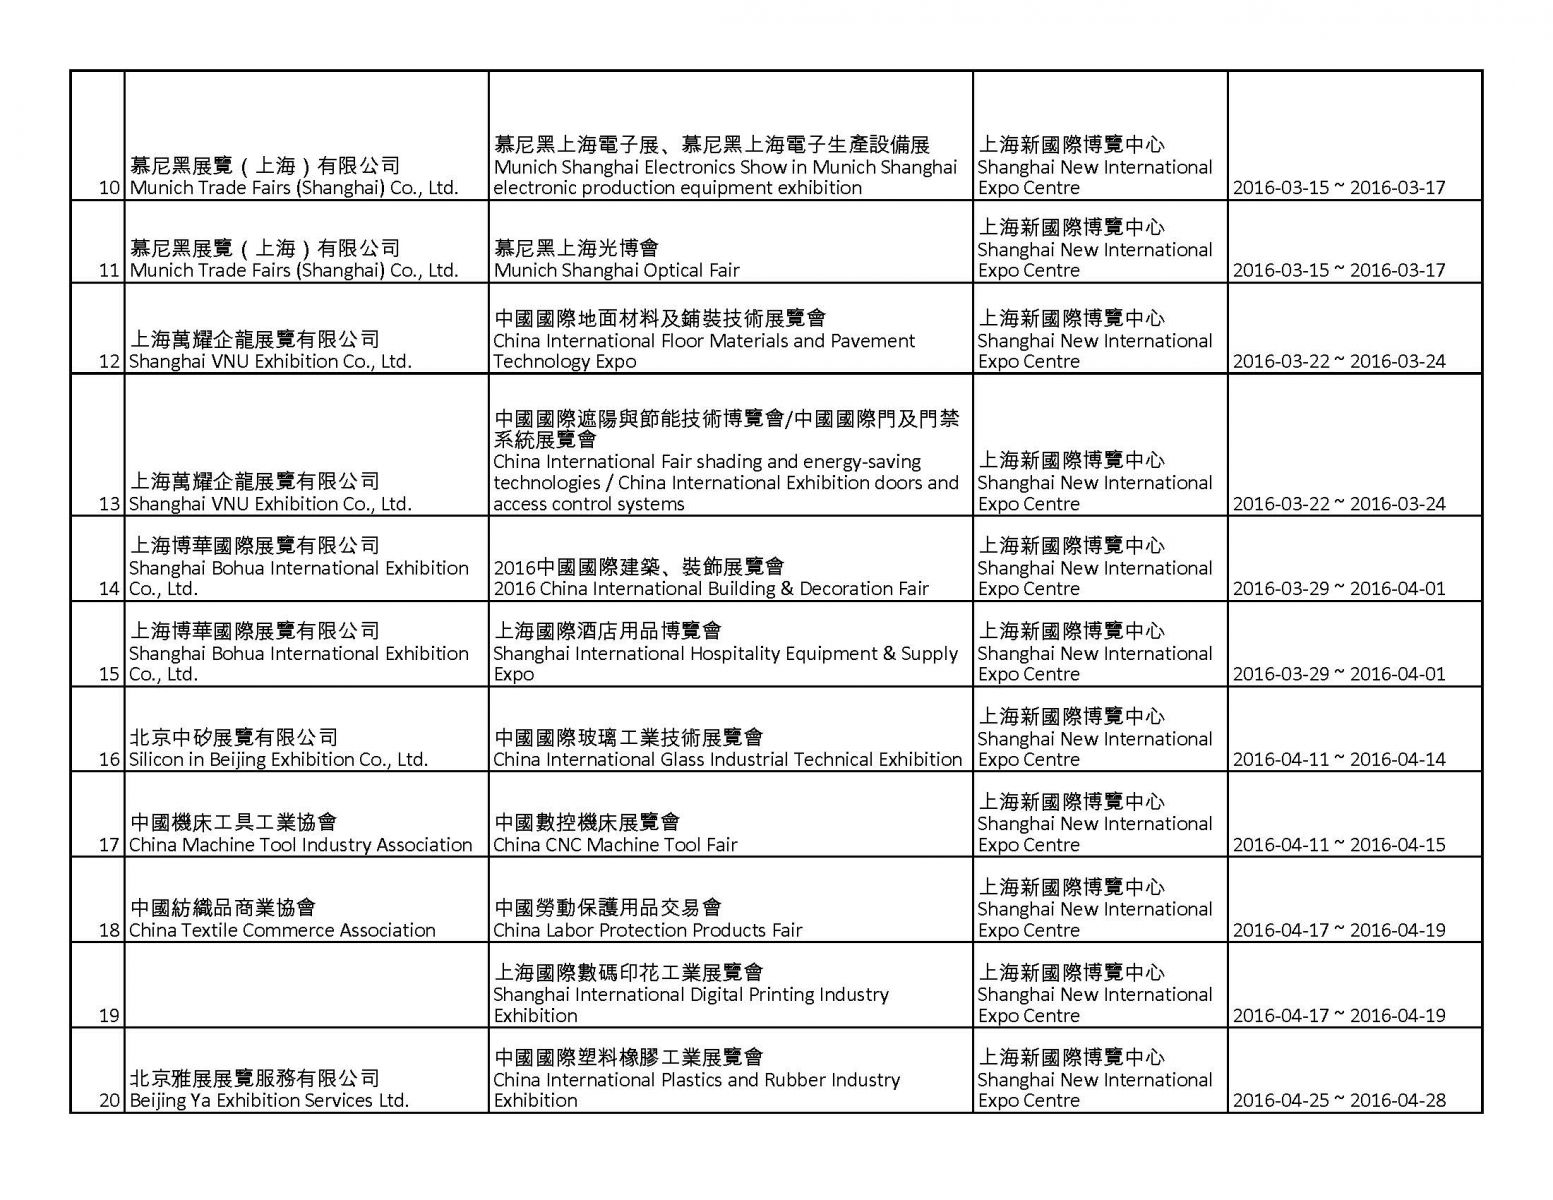 10
慕尼黑展覽（上海）有限公司
Munich Trade Fairs (Shanghai) Co., Ltd.
慕尼黑上海電子展、慕尼黑上海電子生產設備展
Munich Shanghai Electronics Show in Munich Shanghai
electronic production equipment exhibition
上海新國際博覽中心
Shanghai New International
Expo Centre
2016-03-15 ~ 2016-03-17
11
慕尼黑展覽（上海）有限公司
Munich Trade Fairs (Shanghai) Co., Ltd.
慕尼黑上海光博會
Munich Shanghai Optical Fair
上海新國際博覽中心
Shanghai New International
Expo Centre
2016-03-15 ~ 2016-03-17
12
上海萬耀企龍展覽有限公司
Shanghai VNU Exhibition Co., Ltd.
中國國際地面材料及鋪裝技術展覽會
China International Floor Materials and Pavement
Technology Expo
上海新國際博覽中心
Shanghai New International
Expo Centre
2016-03-22 ~ 2016-03-24
13
上海萬耀企龍展覽有限公司
Shanghai VNU Exhibition Co., Ltd.
中國國際遮陽與節能技術博覽會/中國國際門及門禁
系統展覽會
China International Fair shading and energy-saving
technologies / China International Exhibition doors and
access control systems
上海新國際博覽中心
Shanghai New International
Expo Centre
2016-03-22 ~ 2016-03-24
14
上海博華國際展覽有限公司
Shanghai Bohua International Exhibition
Co., Ltd.
2016中國國際建築、裝飾展覽會
2016 China International Building & Decoration Fair
上海新國際博覽中心
Shanghai New International
Expo Centre
2016-03-29 ~ 2016-04-01
15
上海博華國際展覽有限公司
Shanghai Bohua International Exhibition
Co., Ltd.
上海國際酒店用品博覽會
Shanghai International Hospitality Equipment & Supply
Expo
上海新國際博覽中心
Shanghai New International
Expo Centre
2016-03-29 ~ 2016-04-01
16
北京中矽展覽有限公司
Silicon in Beijing Exhibition Co., Ltd.
中國國際玻璃工業技術展覽會
China International Glass Industrial Technical Exhibition
上海新國際博覽中心
Shanghai New International
Expo Centre
2016-04-11 ~ 2016-04-14
17
中國機床工具工業協會
China Machine Tool Industry Association
中國數控機床展覽會
China CNC Machine Tool Fair
上海新國際博覽中心
Shanghai New International
Expo Centre
2016-04-11 ~ 2016-04-15
18
中國紡織品商業協會
China Textile Commerce Association
中國勞動保護用品交易會
China Labor Protection Products Fair
上海新國際博覽中心
Shanghai New International
Expo Centre
2016-04-17 ~ 2016-04-19
19
上海國際數碼印花工業展覽會
Shanghai International Digital Printing Industry
Exhibition
上海新國際博覽中心
Shanghai New International
Expo Centre
2016-04-17 ~ 2016-04-19
20
北京雅展展覽服務有限公司
Beijing Ya Exhibition Services Ltd.
中國國際塑料橡膠工業展覽會
China International Plastics and Rubber Industry
Exhibition
上海新國際博覽中心
Shanghai New International
Expo Centre
2016-04-25 ~ 2016-04-28